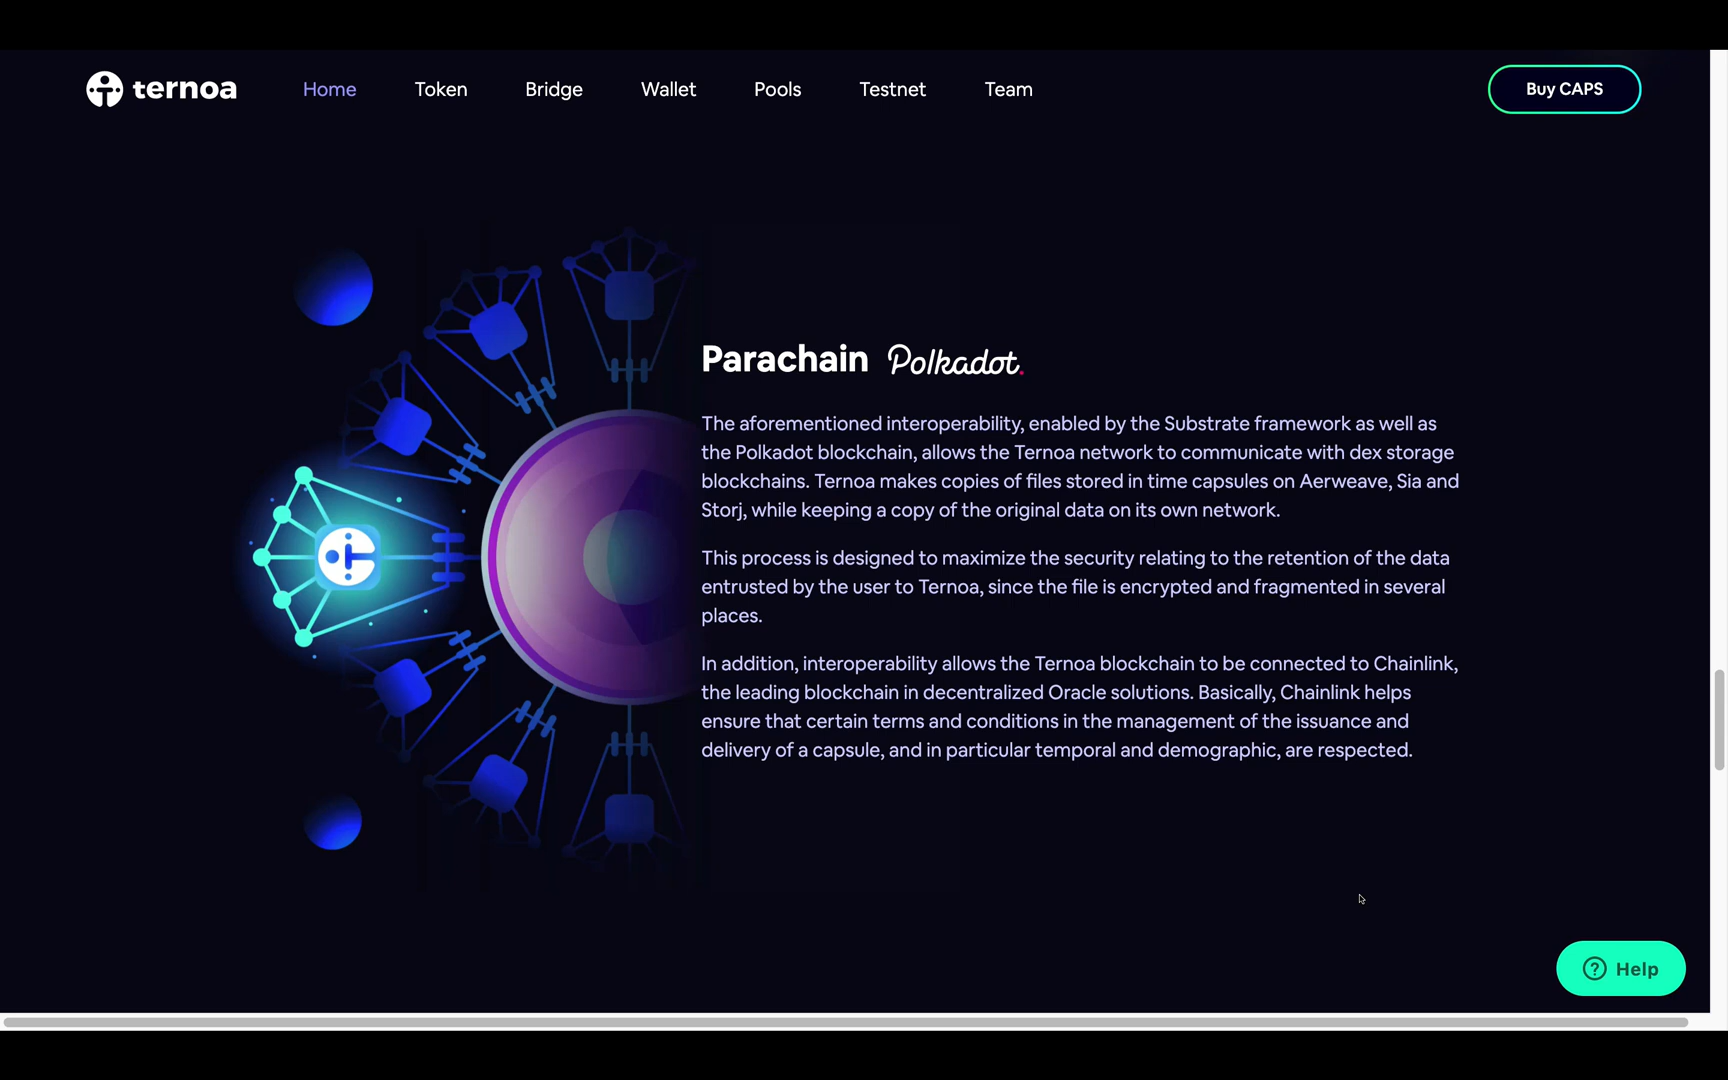 ternoa Home Token Bridge Wallet Pools Testnet Team Buy CAPS
Parachain Polkadot.
The aforementioned interoperability, enabled by the Substrate framework as well as
the Polkadot blockchain, allows the Ternoa network to communicate with dex storage
blockchains. Ternoa makes copies of files stored in time capsules on Aerweave, Sia and
Storj, while keeping a copy of the original data on its own network.
This process is designed to maximize the security relating to the retention of the data
entrusted by the user to Ternoa, since the file is encrypted and fragmented in several
places.
In addition, interoperability allows the Ternoa blockchain to be connected to Chainlink,
the leading blockchain in decentralized Oracle solutions. Basically, Chainlink helps
ensure that certain terms and conditions in the management of the issuance and
delivery of a capsule, and in particular temporal and demographic, are respected.
? Help